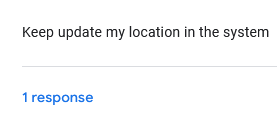 Keep update my location in the system
1 response